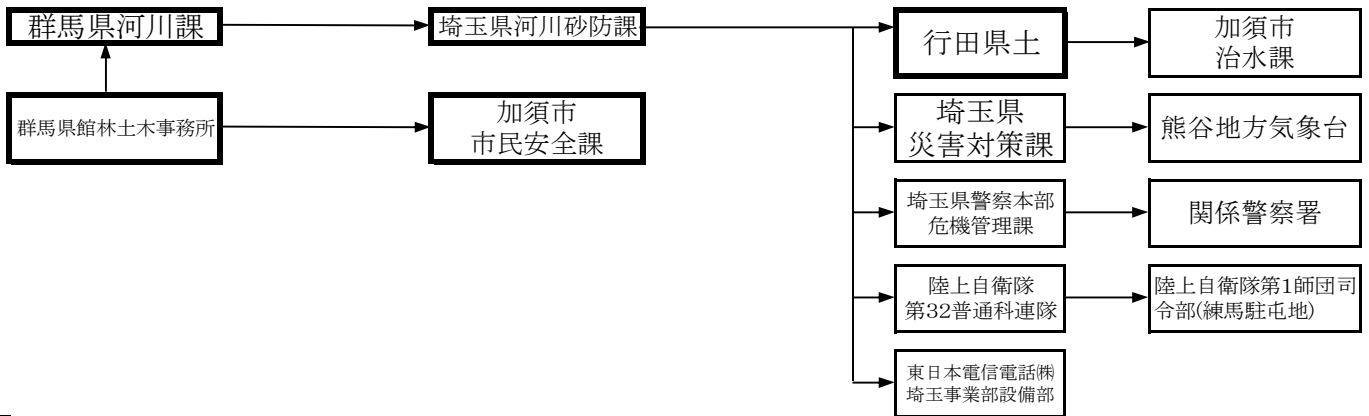 群馬県河川課
埼玉県河川砂防課
行田県土
加須市
治水課
群馬県館林土木事務所
加須市
市民安全課
埼玉県
災害対策課
熊谷地方気象台
埼玉県警察本部
危機管理課
関係警察署
陸上自衛隊
第32普通科連隊
陸上自衛隊第1師団司
令部(練馬駐屯地)
東日本電信電話㈱
埼玉事業部設備部